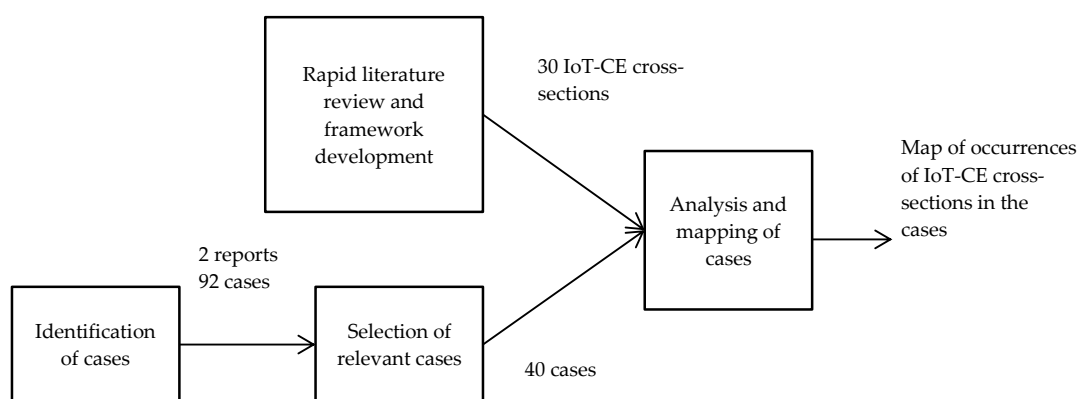 Rapid literature
review and
framework
development
30 IoT-CE cross-
sections
Analysis and
mapping of
cases
Map of occurrences
of IoT-CE cross-
sections in the
cases
2 reports
92 cases
Identification
of cases
Selection of
relevant cases
40 cases